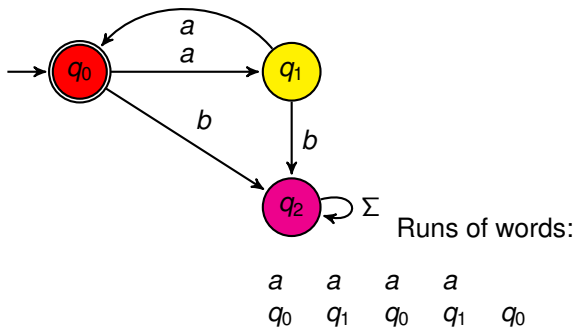 a
a
q0 q1
b
b
q2 Σ
Runs of words:
a a a a
q0 q1 q0 q1 q0